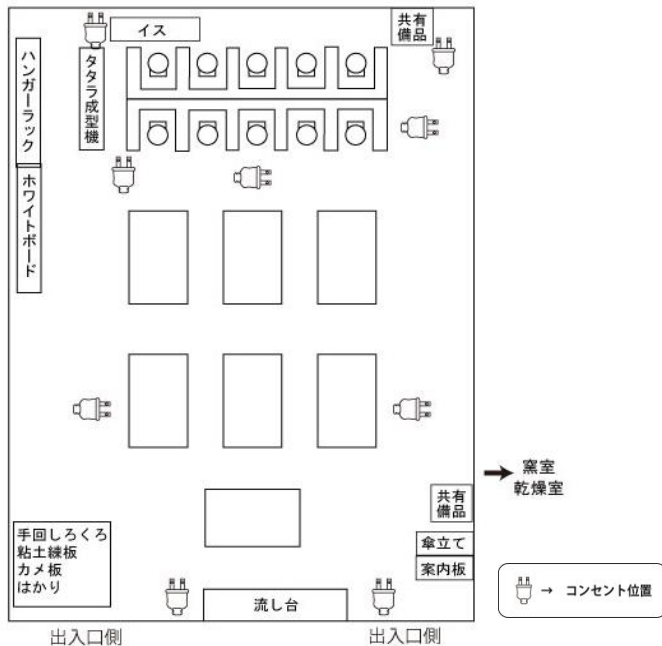 イス
共有
備品
ハンガーラック
タタラ成型機
ホワイトボード
窯室
乾燥室
共有
備品
手回しろくろ
粘土練板
カメ板
はかり
傘立て
案内板
→ コンセント位置
流し台
出入口側
出入口側